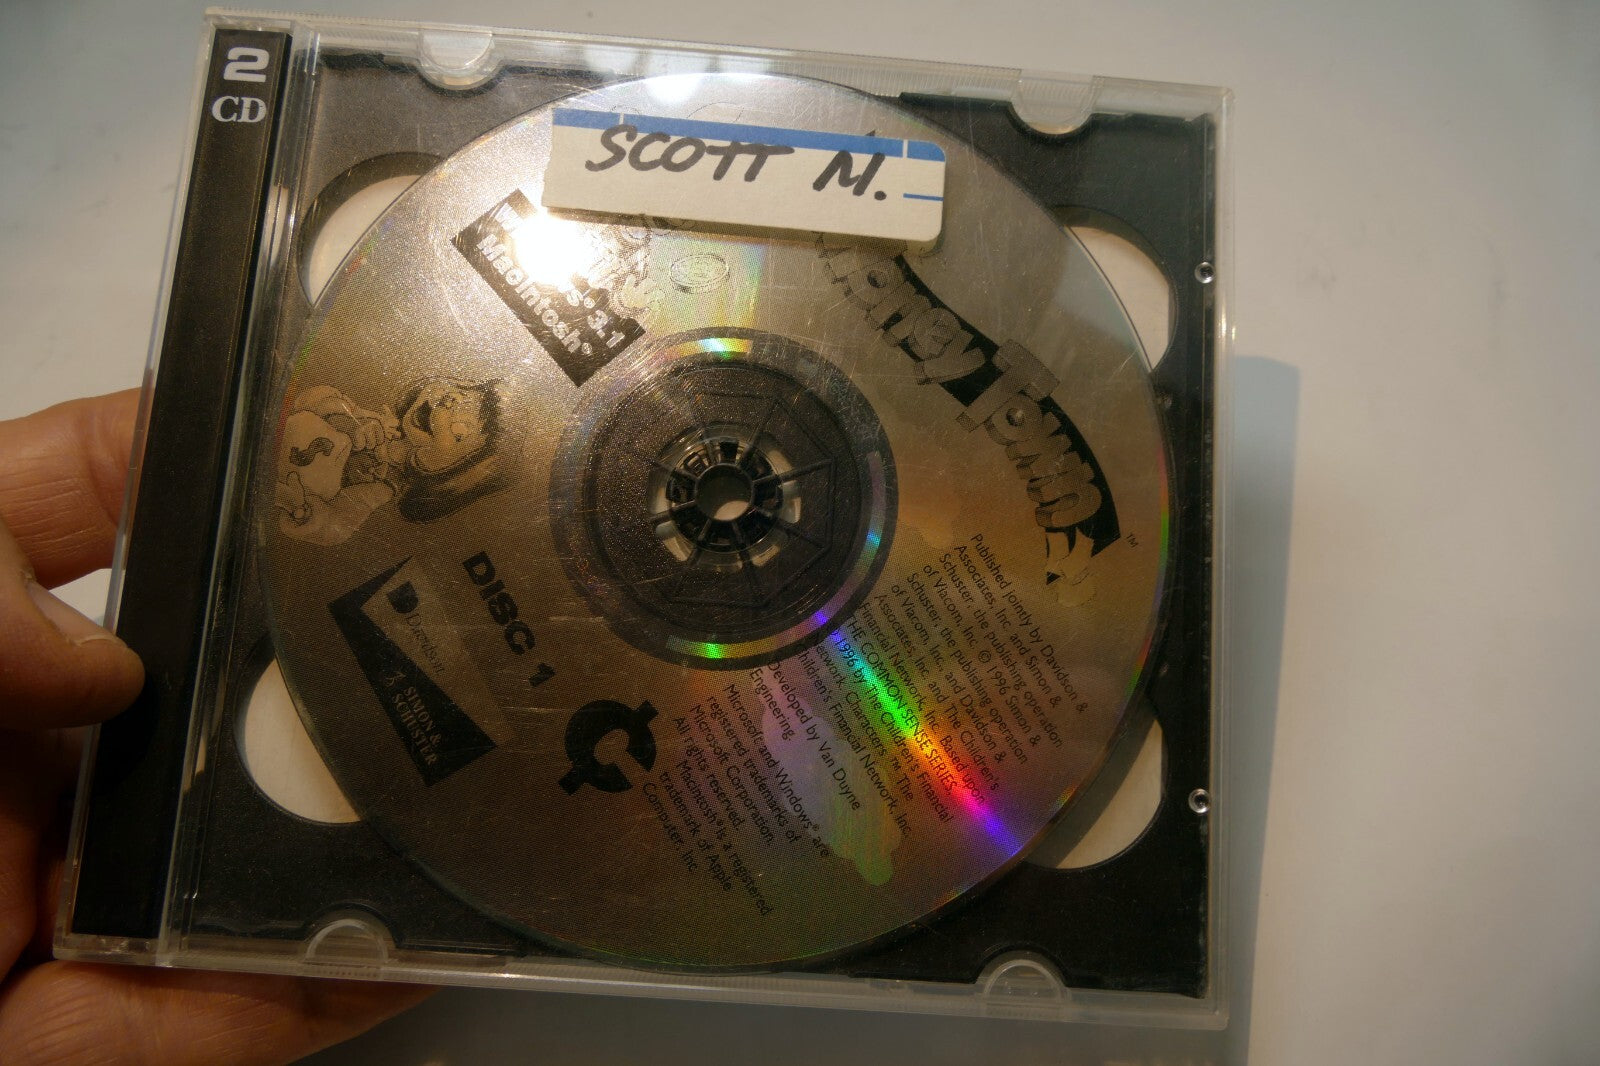 2
CD
SCOTT M.
Money Town™
3.1
Macintosh®
$
DISC 1
Davidson
&
SIMON &
SCHUSTER
Published jointly by Davidson &
Associates, Inc. and Simon &
Schuster, the publishing operation
of Viacom, Inc. © 1996 Simon &
Schuster, the publishing operation
of Viacom, Inc. and Davidson &
Associates, Inc. and The Children's
Financial Network, Inc. Based upon
THE COMMON SENSE SERIES,
1996 by The Children's Financial
Network. Characters ™ The
Children's Financial Network, Inc.
Developed by Van Duyne
Engineering
Microsoft and Windows® are
registered trademarks of
Microsoft Corporation.
All rights reserved.
Macintosh® is a registered
trademark of Apple
Computer, Inc.